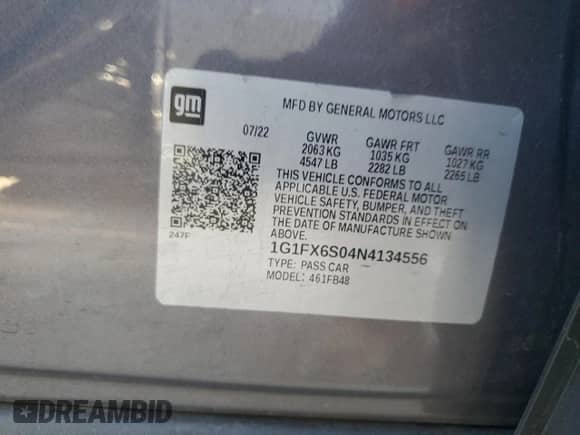 gm
MFD BY GENERAL MOTORS LLC
07/22 GVWR GAWR FRT GAWR RR
2063 KG 1035 KG 1027 KG
4547 LB 2282 LB 2265 LB
THIS VEHICLE CONFORMS TO ALL
APPLICABLE U.S. FEDERAL MOTOR
VEHICLE SAFETY, BUMPER, AND THEFT
PREVENTION STANDARDS IN EFFECT ON
THE DATE OF MANUFACTURE SHOWN
ABOVE.
247F
1G1FX6S04N4134556
TYPE: PASS CAR
MODEL: 461FB48
DREAMBID